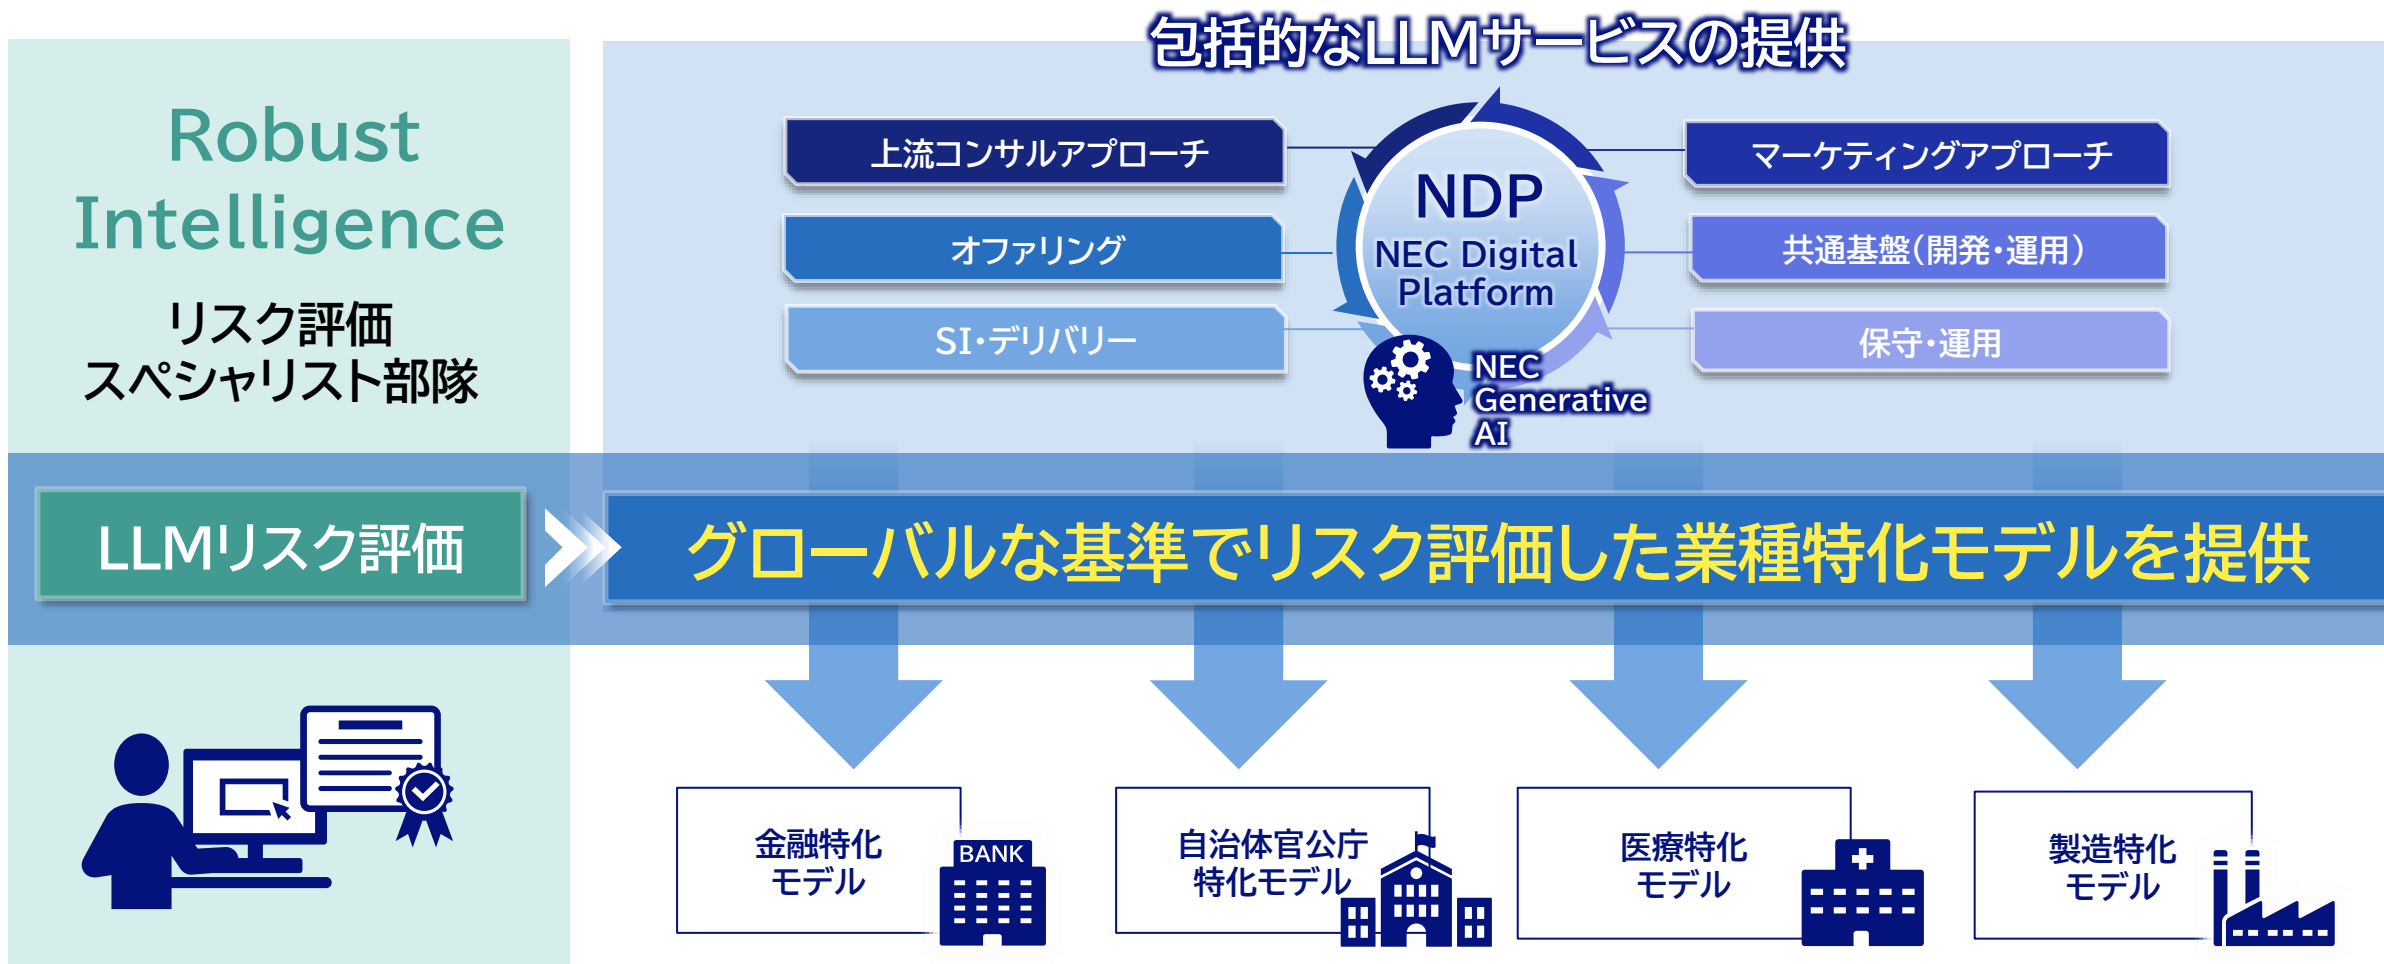 包括的なLLMサービスの提供
Robust
Intelligence
リスク評価
スペシャリスト部隊
上流コンサルアプローチ
オファリング
SI・デリバリー
NDP
NEC Digital
Platform
NEC
Generative
AI
マーケティングアプローチ
共通基盤(開発・運用)
保守・運用
LLMリスク評価
グローバルな基準でリスク評価した業種特化モデルを提供
金融特化
モデル
BANK
自治体官公庁
特化モデル
医療特化
モデル
製造特化
モデル